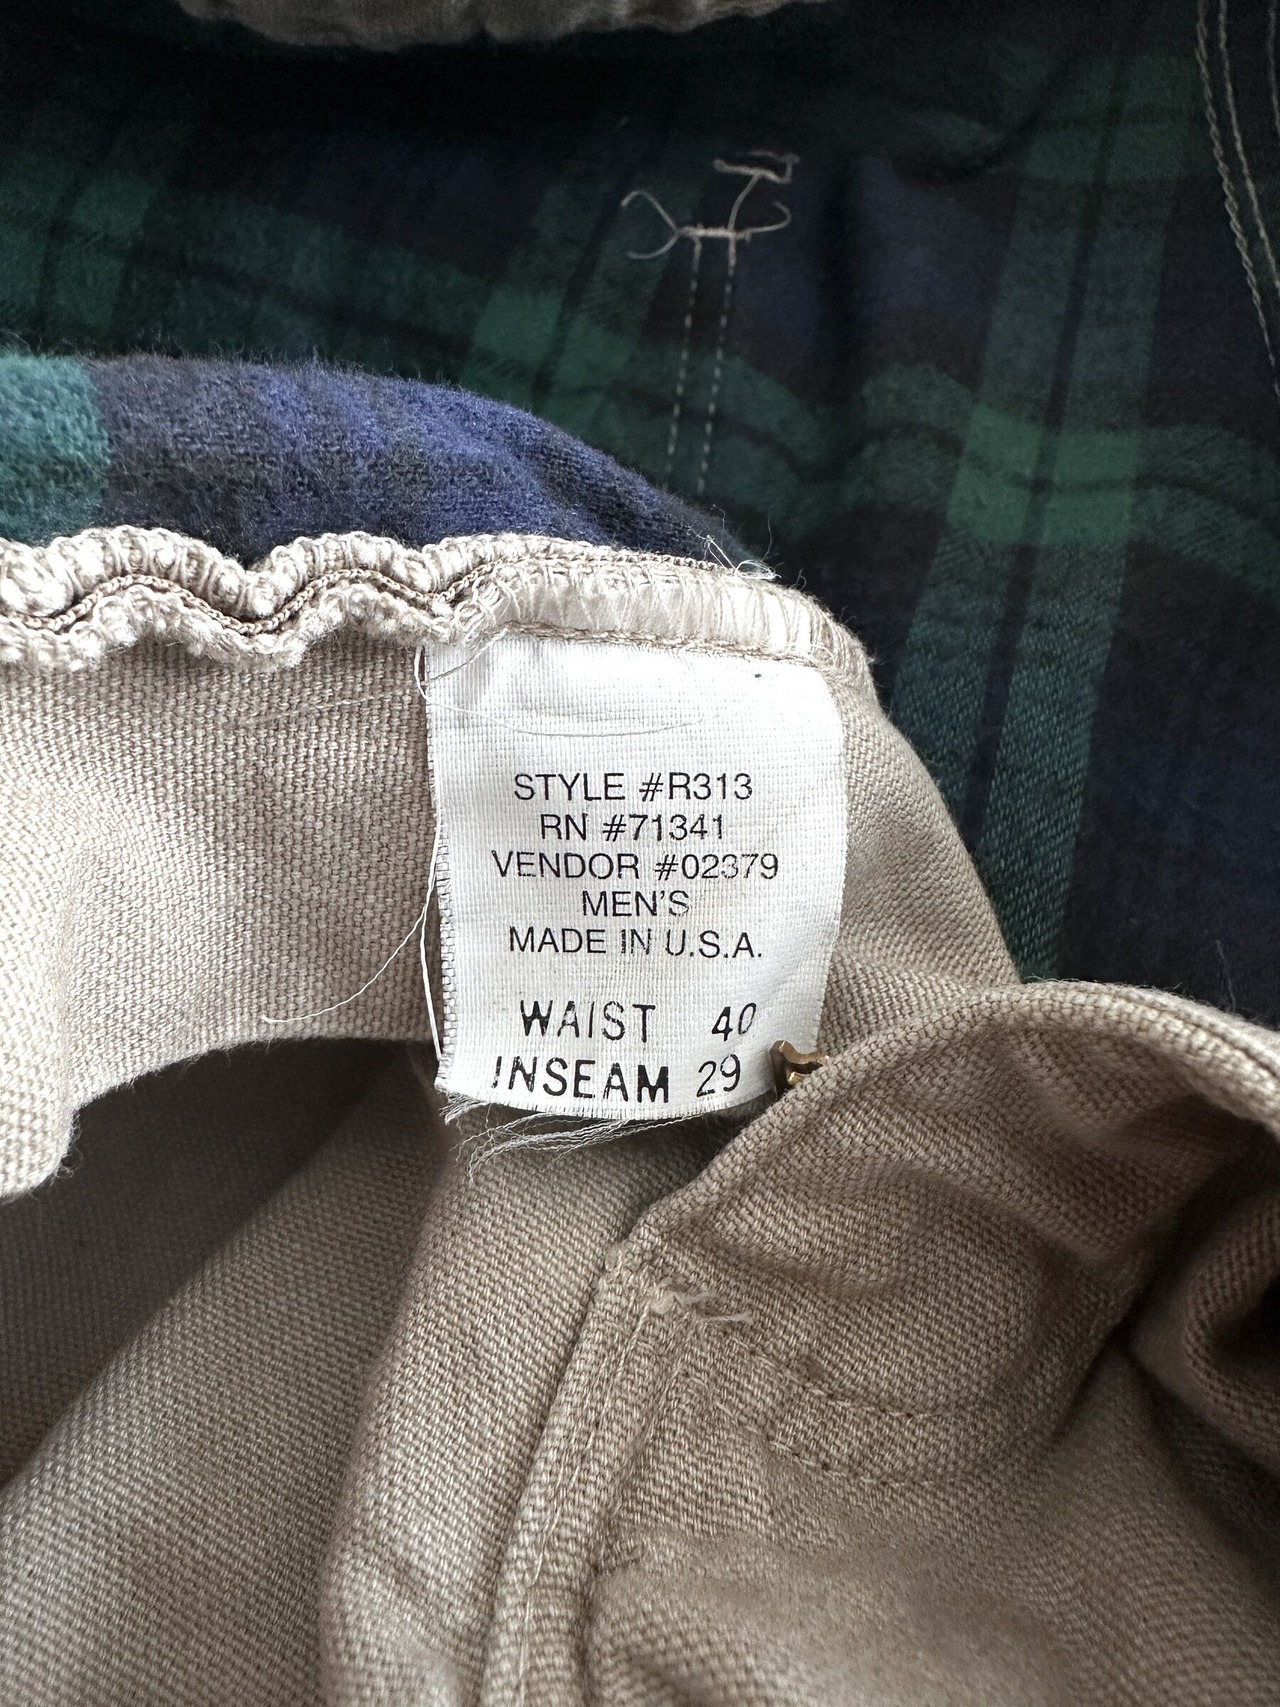 STYLE #R313
RN #71341
VENDOR #02379
MEN'S
MADE IN U.S.A.
WAIST 40
INSEAM 29